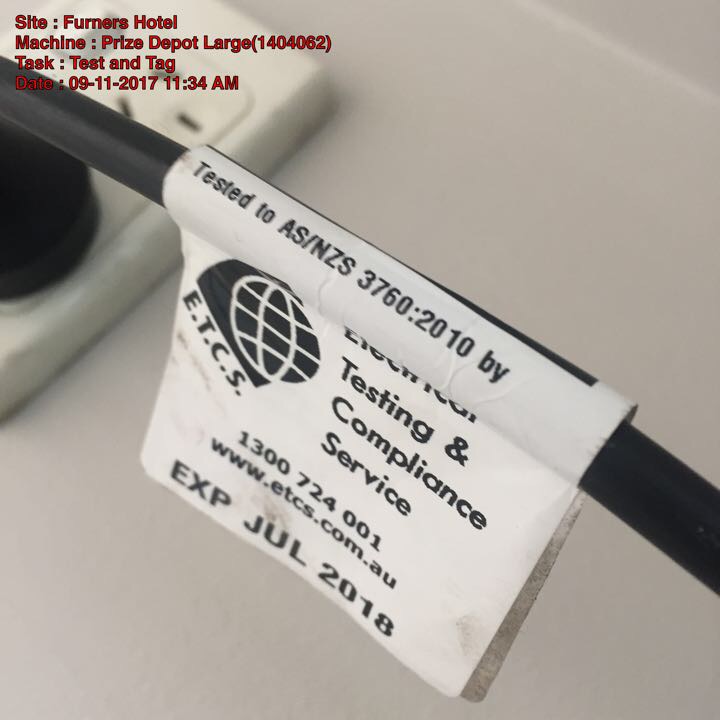 Site : Furners Hotel
Machine : Prize Depot Large(1404062)
Task : Test and Tag
Date : 09-11-2017 11:34 AM
Tested to AS/NZS 3760:2010 by
E.T.C.S.
Electrical
Testing &
Compliance
Service
1300 724 001
www.etcs.com.au
EXP JUL 2018